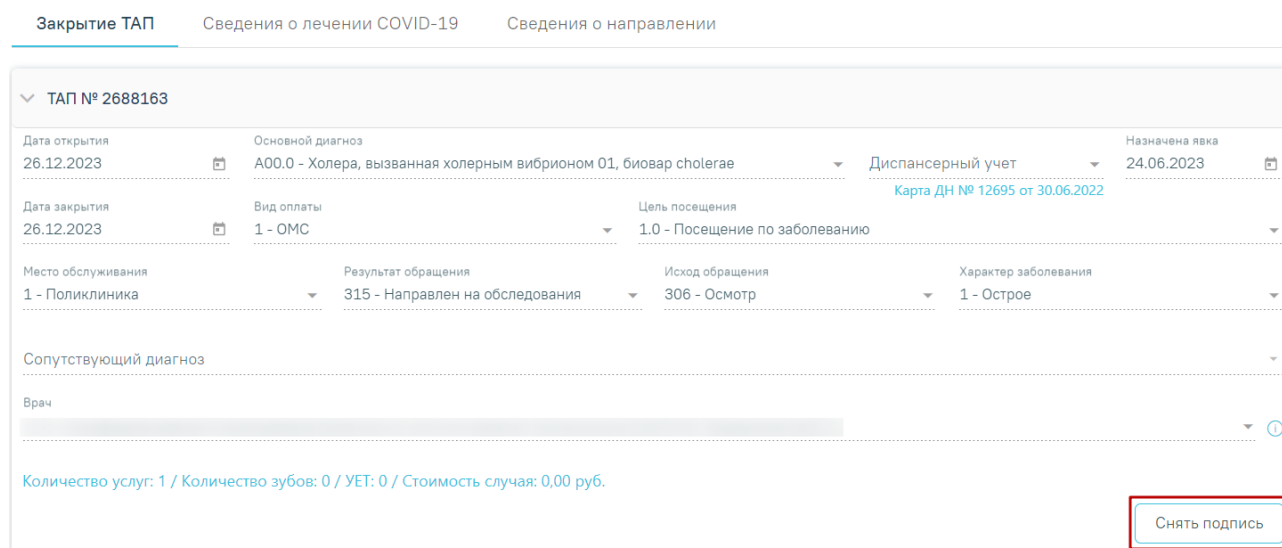 Закрытие ТАП Сведения о лечении COVID-19 Сведения о направлении
ТАП № 2688163
Дата открытия Основной диагноз Назначена явка
26.12.2023 A00.0 - Холера, вызванная холерным вибрионом 01, биовар cholerae Диспансерный учет 24.06.2023
Карта ДН № 12695 от 30.06.2022
Дата закрытия Вид оплаты Цель посещения
26.12.2023 1 - ОМС 1.0 - Посещение по заболеванию
Место обслуживания Результат обращения Исход обращения Характер заболевания
1 - Поликлиника 315 - Направлен на обследования 306 - Осмотр 1 - Острое
Сопутствующий диагноз
Врач
Количество услуг: 1 / Количество зубов: 0 / УЕТ: 0 / Стоимость случая: 0,00 руб.
Снять подпись